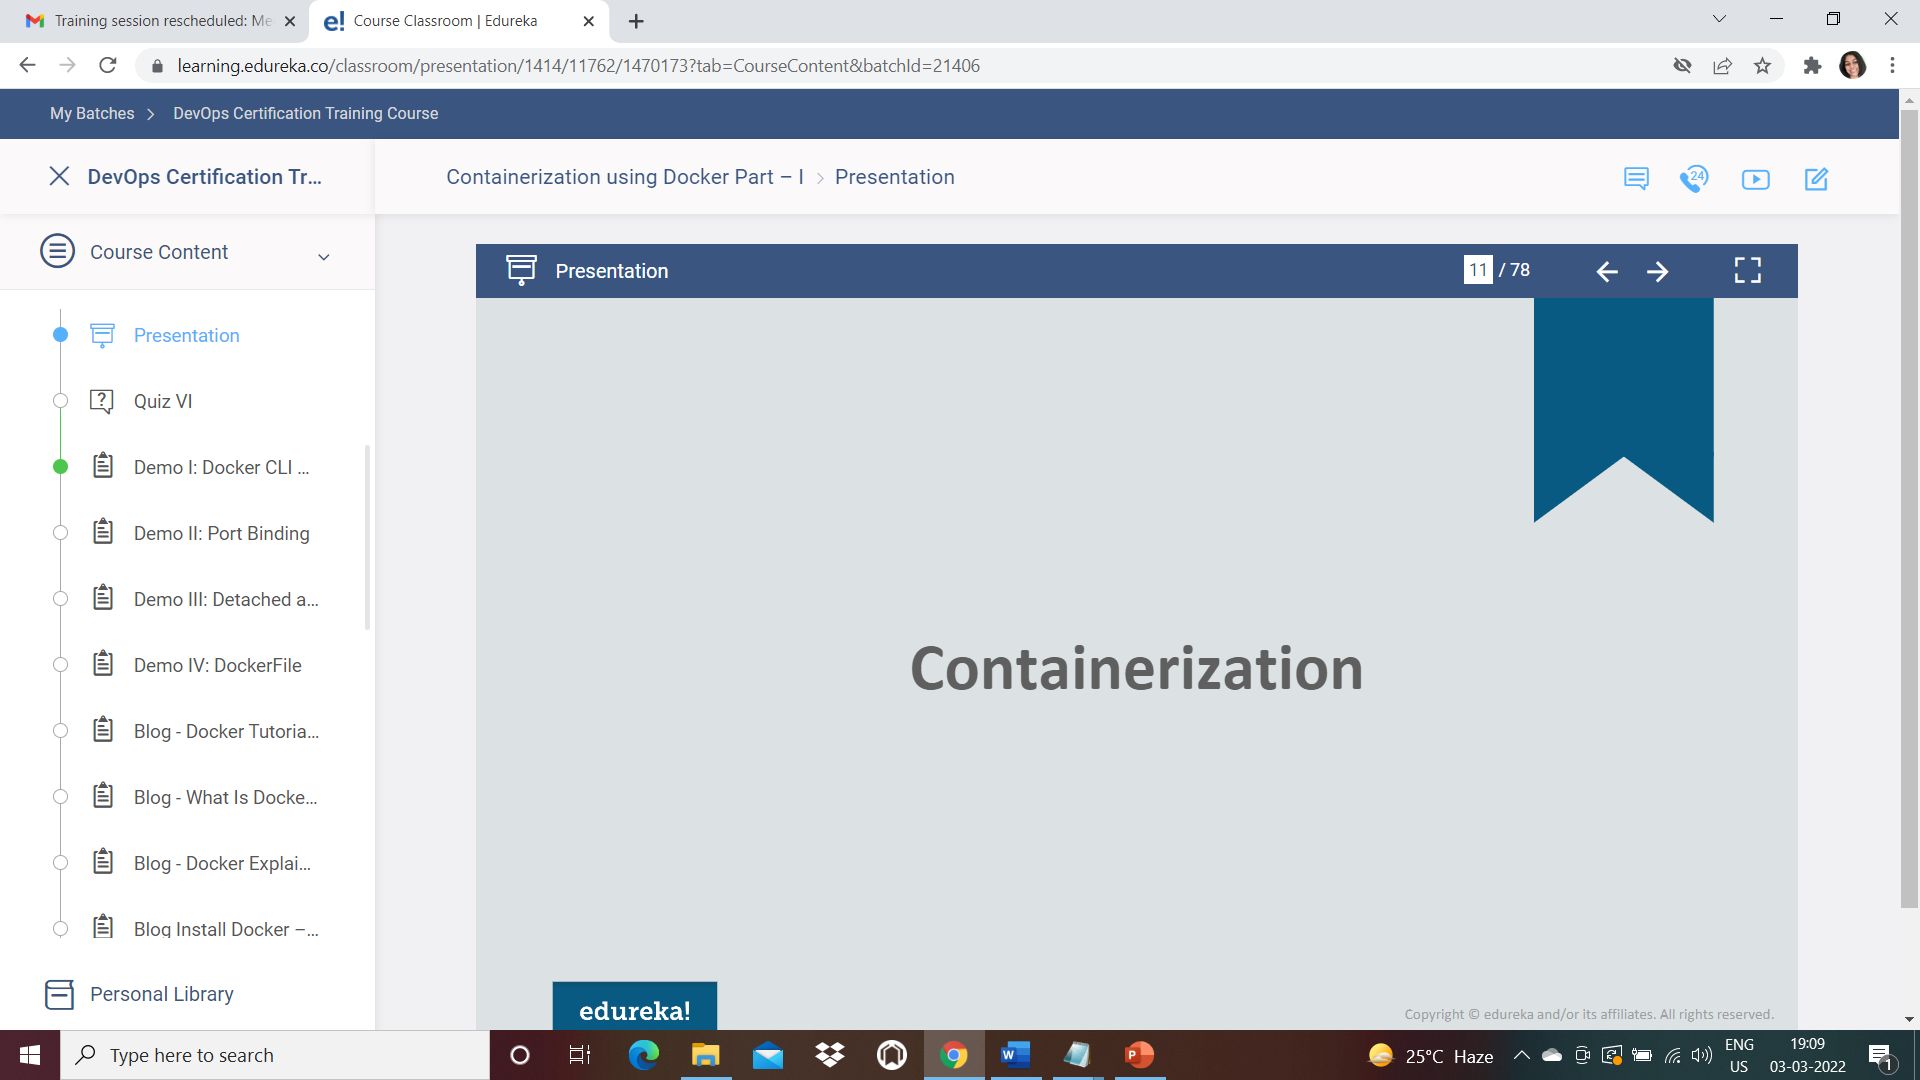 Training session rescheduled: Me
Course Classroom | Edureka
learning.edureka.co/classroom/presentation/1414/11762/1470173?tab=CourseContent&batchId=21406
My Batches > DevOps Certification Training Course
DevOps Certification Tr...
Containerization using Docker Part – I > Presentation
24
Course Content
Presentation
11 / 78
Presentation
Quiz VI
Demo I: Docker CLI ...
Demo II: Port Binding
Demo III: Detached a...
Demo IV: DockerFile
Blog - Docker Tutoria...
Blog - What Is Docke...
Blog - Docker Explai...
Blog Install Docker –...
Personal Library
Containerization
edureka!
Copyright © edureka and/or its affiliates. All rights reserved.
Type here to search
25°C Haze
ENG
US
19:09
03-03-2022
1